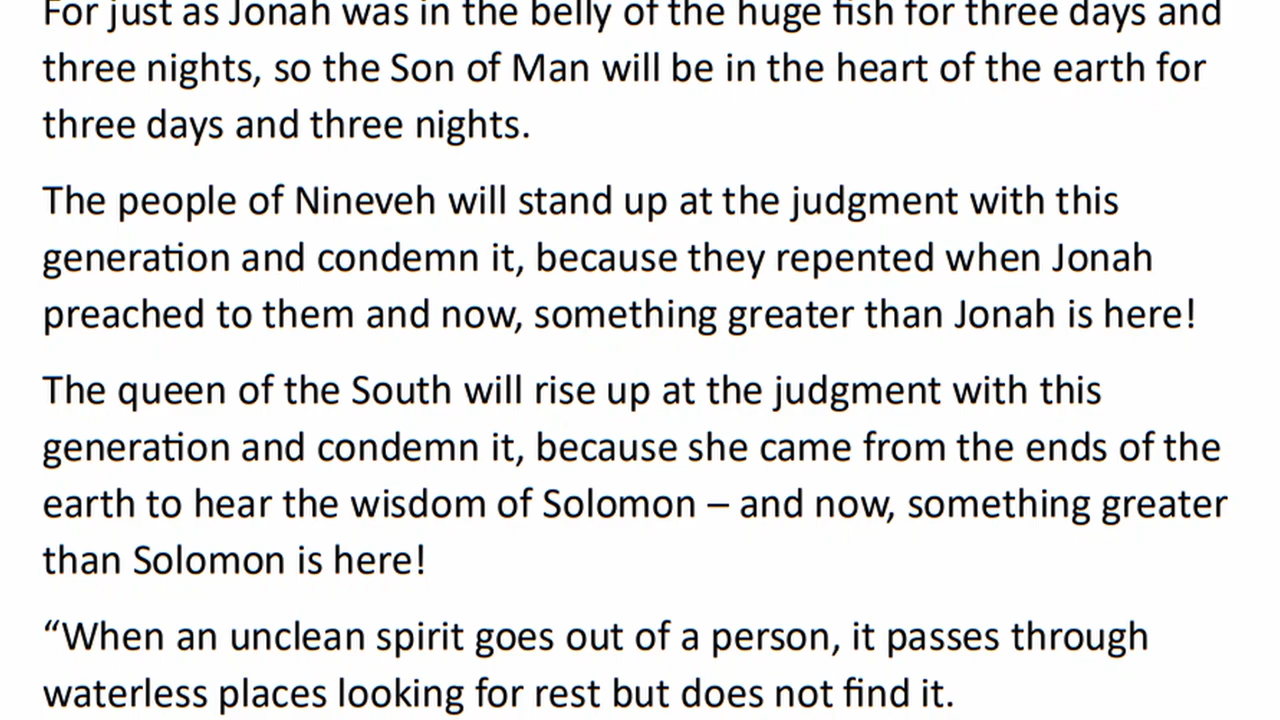 For just as Jonah was in the belly of the huge fish for three days and
three nights, so the Son of Man will be in the heart of the earth for
three days and three nights.
The people of Nineveh will stand up at the judgment with this
generation and condemn it, because they repented when Jonah
preached to them and now, something greater than Jonah is here!
The queen of the South will rise up at the judgment with this
generation and condemn it, because she came from the ends of the
earth to hear the wisdom of Solomon – and now, something greater
than Solomon is here!
“When an unclean spirit goes out of a person, it passes through
waterless places looking for rest but does not find it.